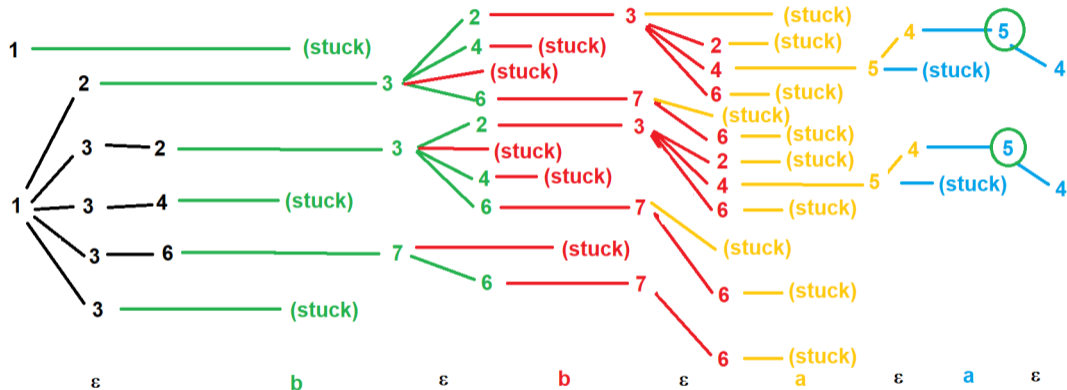 2 3 (stuck)
4 5
1 (stuck) 4 (stuck) 2 (stuck)
(stuck) 4 5 (stuck) 4
2 3
6 7 6 (stuck)
(stuck)
2 3 6 (stuck)
3 2 3 (stuck) 4 5
2 (stuck)
4 (stuck) 4 5 (stuck) 4
1 3 4 (stuck) 6 7 6 (stuck)
3 6 7 (stuck) (stuck)
6 7 6 (stuck)
3 (stuck)
6 (stuck)
ε b ε b ε a ε a ε